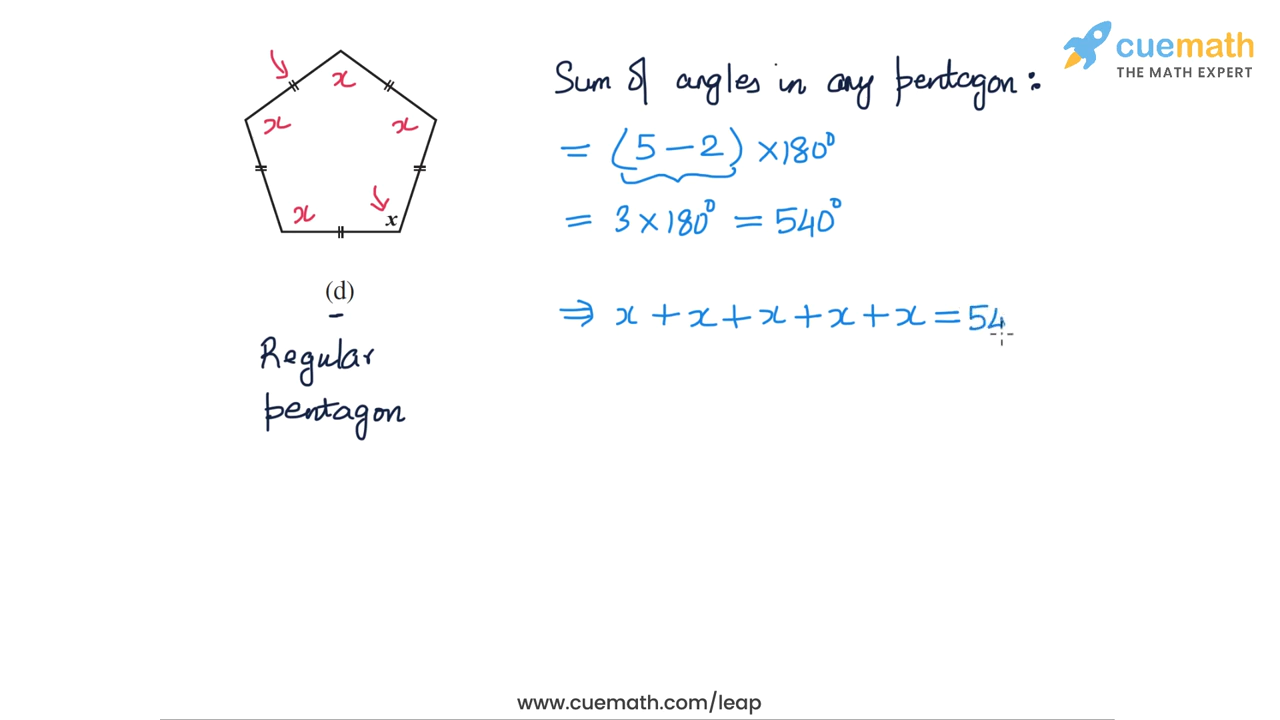 cuemath
THE MATH EXPERT
Sum of angles in any pentagon :
= (5 - 2) × 180°
= 3 × 180° = 540°
⇒ x + x + x + x + x = 54
x
x x
x x
(d)
Regular
pentagon
www.cuemath.com/leap